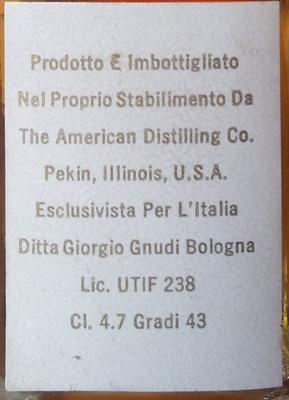 Prodotto E Imbottigliato
Nel Proprio Stabilimento Da
The American Distilling Co.
Pekin, Illinois, U.S.A.
Esclusivista Per L'Italia
Ditta Giorgio Gnudi Bologna
Lic. UTIF 238
Cl. 4.7 Gradi 43